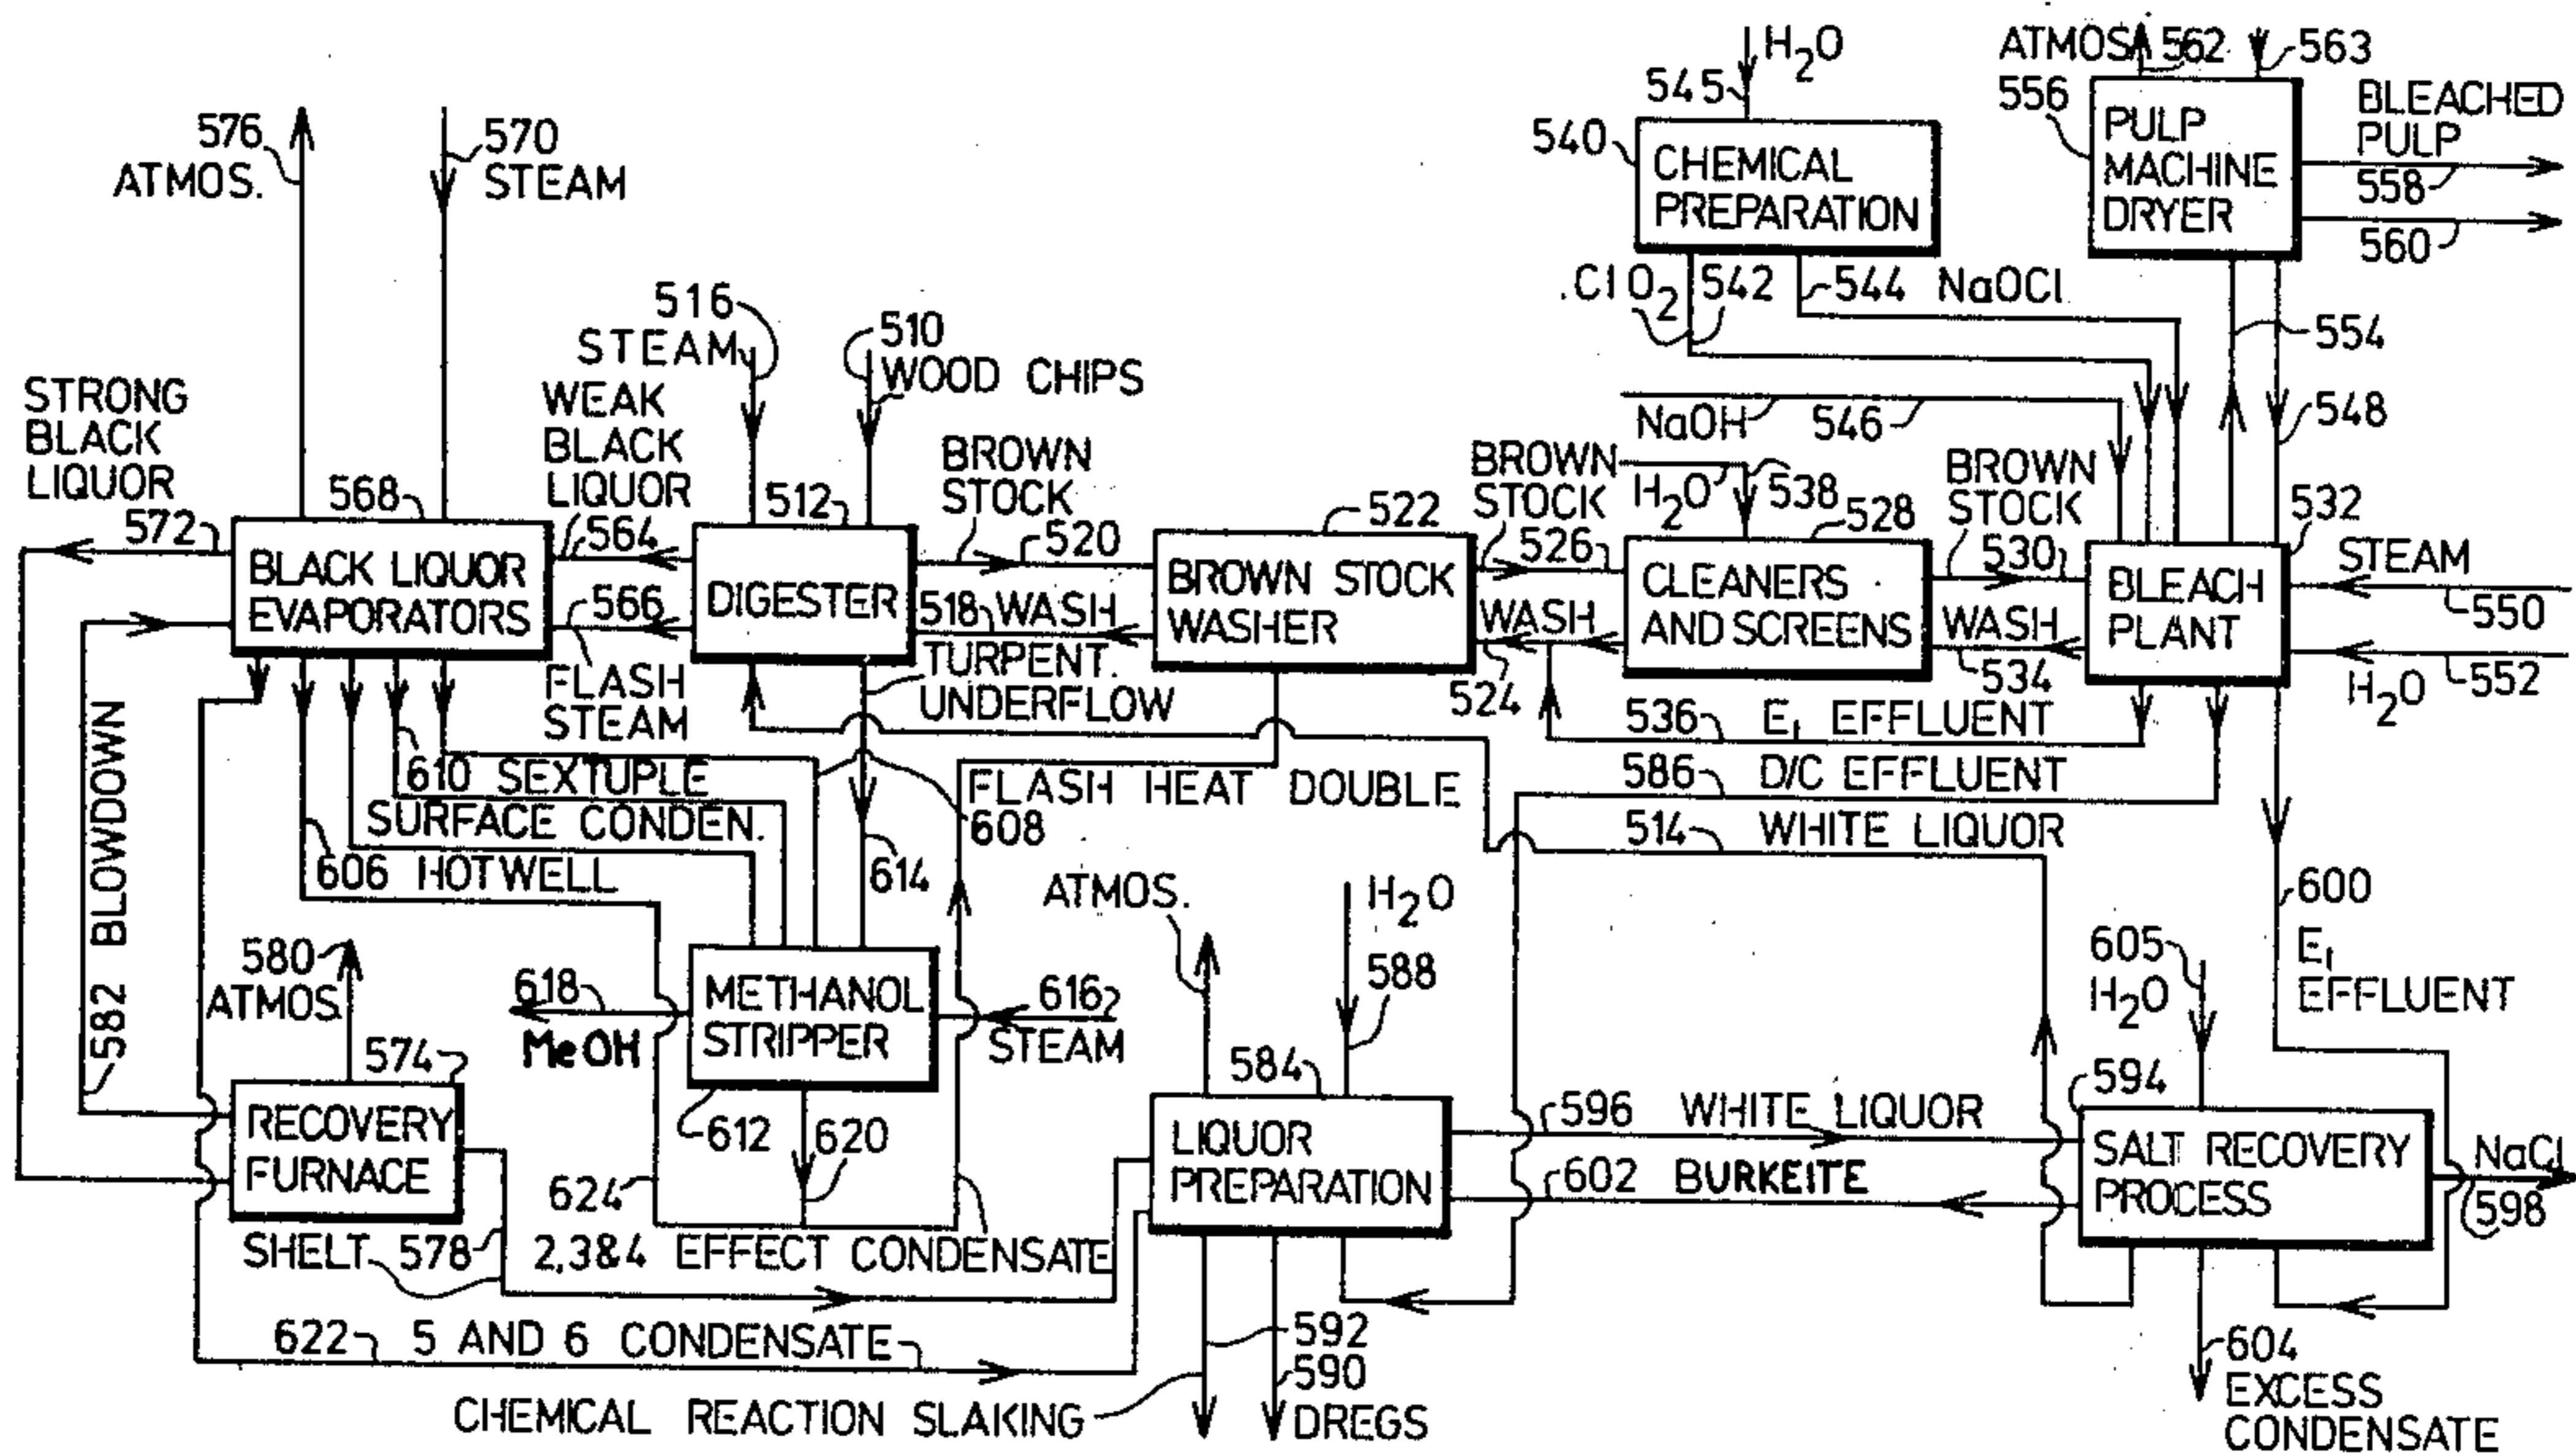 H2O
545
540
CHEMICAL
PREPARATION
ATMOS.
562
563
556
PULP
MACHINE
DRYER
BLEACHED
PULP
558
560
576
ATMOS.
570
STEAM
ClO2
542
544 NaOCl
554
548
516
STEAM
510
WOOD CHIPS
NaOH
546
STRONG
BLACK
LIQUOR
572
568
BLACK LIQUOR
EVAPORATORS
WEAK
BLACK
LIQUOR
564
566
FLASH
STEAM
512
DIGESTER
BROWN
STOCK
520
518 WASH
TURPENT.
UNDERFLOW
522
BROWN STOCK
WASHER
BROWN
STOCK
526
WASH
524
H2O
538
528
CLEANERS
AND SCREENS
BROWN
STOCK
530
WASH
534
532
BLEACH
PLANT
STEAM
550
H2O
552
536 E1 EFFLUENT
586 D/C EFFLUENT
514 WHITE LIQUOR
582 BLOWDOWN
610 SEXTUPLE
SURFACE CONDEN.
606 HOTWELL
FLASH HEAT DOUBLE
608
614
580
ATMOS.
574
RECOVERY
FURNACE
618
MeOH
METHANOL
STRIPPER
616
STEAM
612
620
624
2,3&4 EFFECT CONDENSATE
SHELT
578
622 5 AND 6 CONDENSATE
CHEMICAL REACTION SLAKING
ATMOS.
H2O
588
584
LIQUOR
PREPARATION
596 WHITE LIQUOR
602 BURKEITE
592
590
DREGS
600
E1
EFFLUENT
605
H2O
594
SALT RECOVERY
PROCESS
NaCl
598
604
EXCESS
CONDENSATE